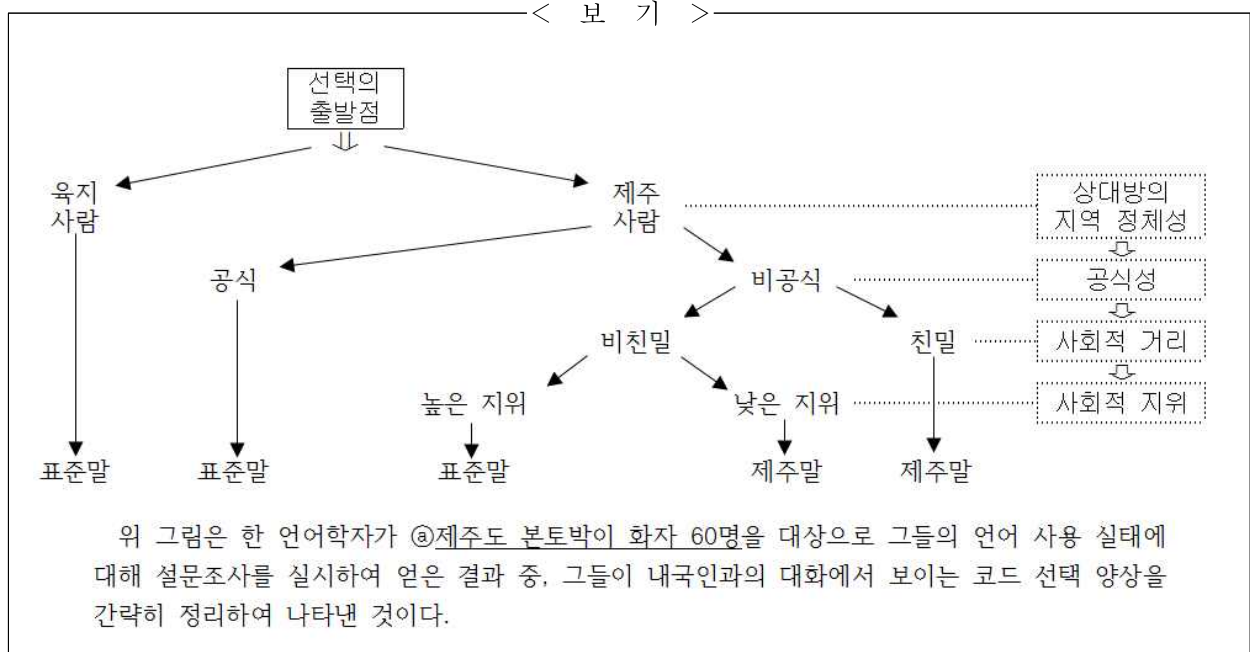 < 보 기 >
선택의
출발점
육지
사람
제주
사람
상대방의
지역 정체성
공식
비공식
공식성
비친밀
친밀
사회적 거리
높은 지위
낮은 지위
사회적 지위
표준말
표준말
표준말
제주말
제주말
위 그림은 한 언어학자가 ⓐ제주도 본토박이 화자 60명을 대상으로 그들의 언어 사용 실태에
대해 설문조사를 실시하여 얻은 결과 중, 그들이 내국인과의 대화에서 보이는 코드 선택 양상을
간략히 정리하여 나타낸 것이다.